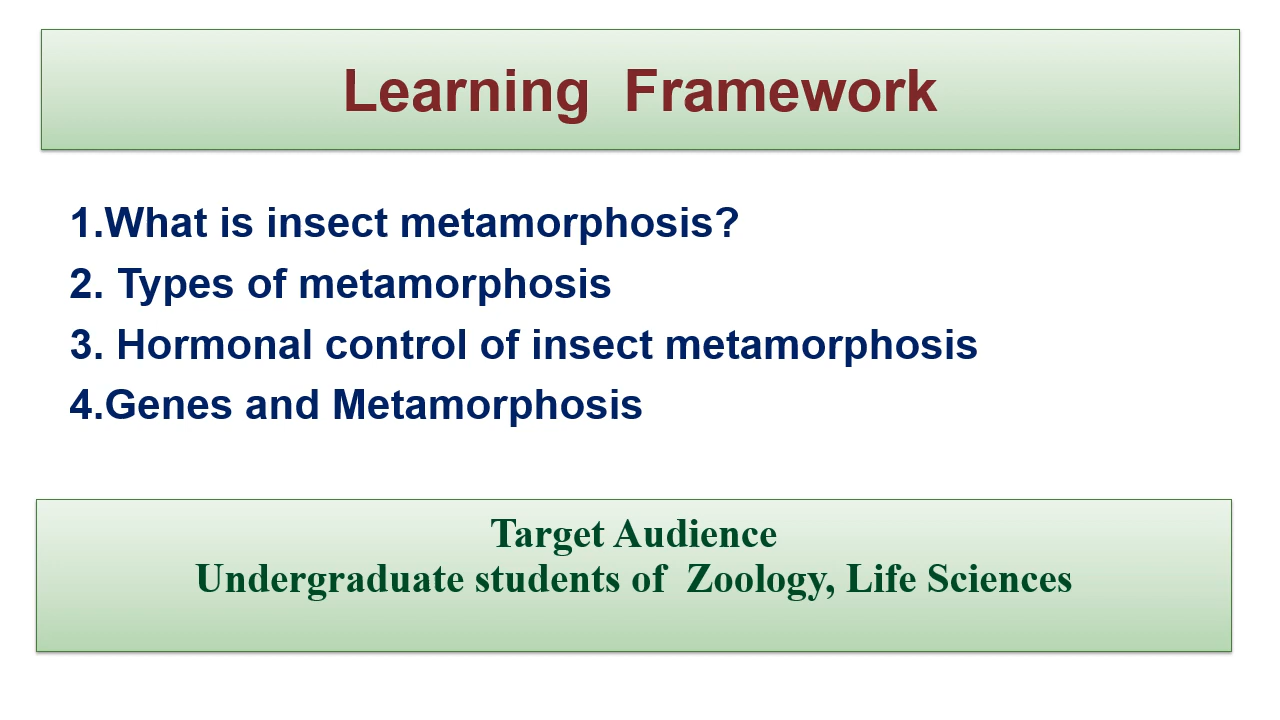 Learning  Framework
1.What is insect metamorphosis?
2. Types of metamorphosis
3. Hormonal control of insect metamorphosis
4.Genes and Metamorphosis
Target Audience
Undergraduate students of  Zoology, Life Sciences